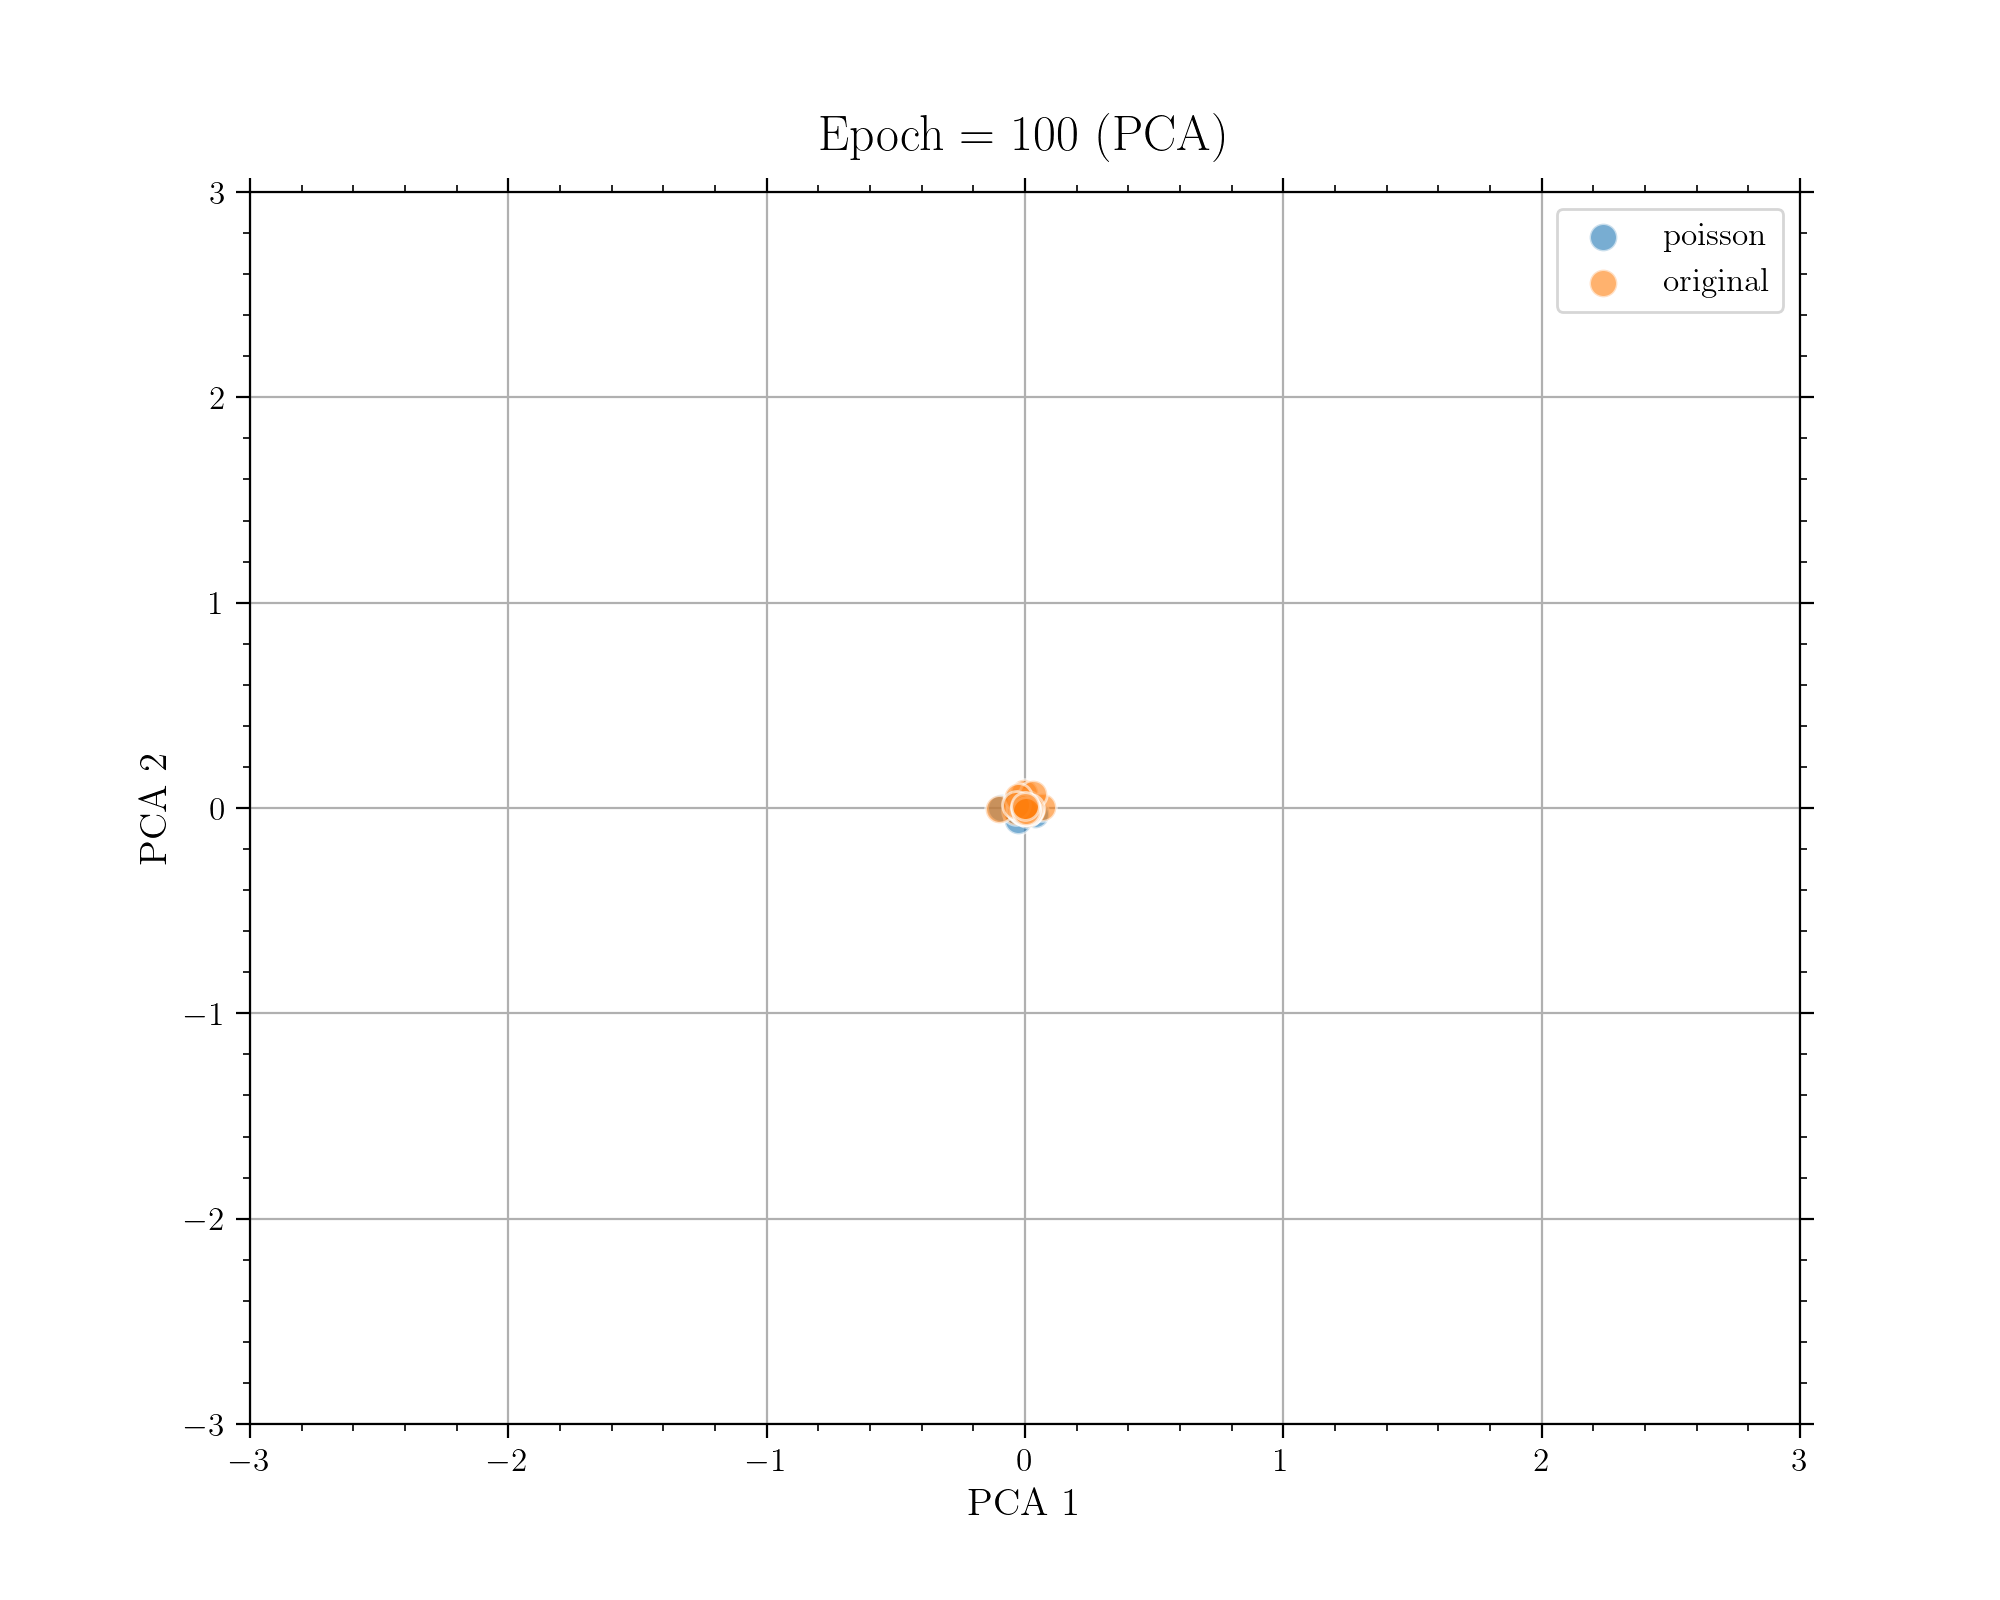 Epoch = 100 (PCA)
poisson
original
3
2
1
0
−1
−2
−3
PCA 2
−3 −2 −1 0 1 2 3
PCA 1